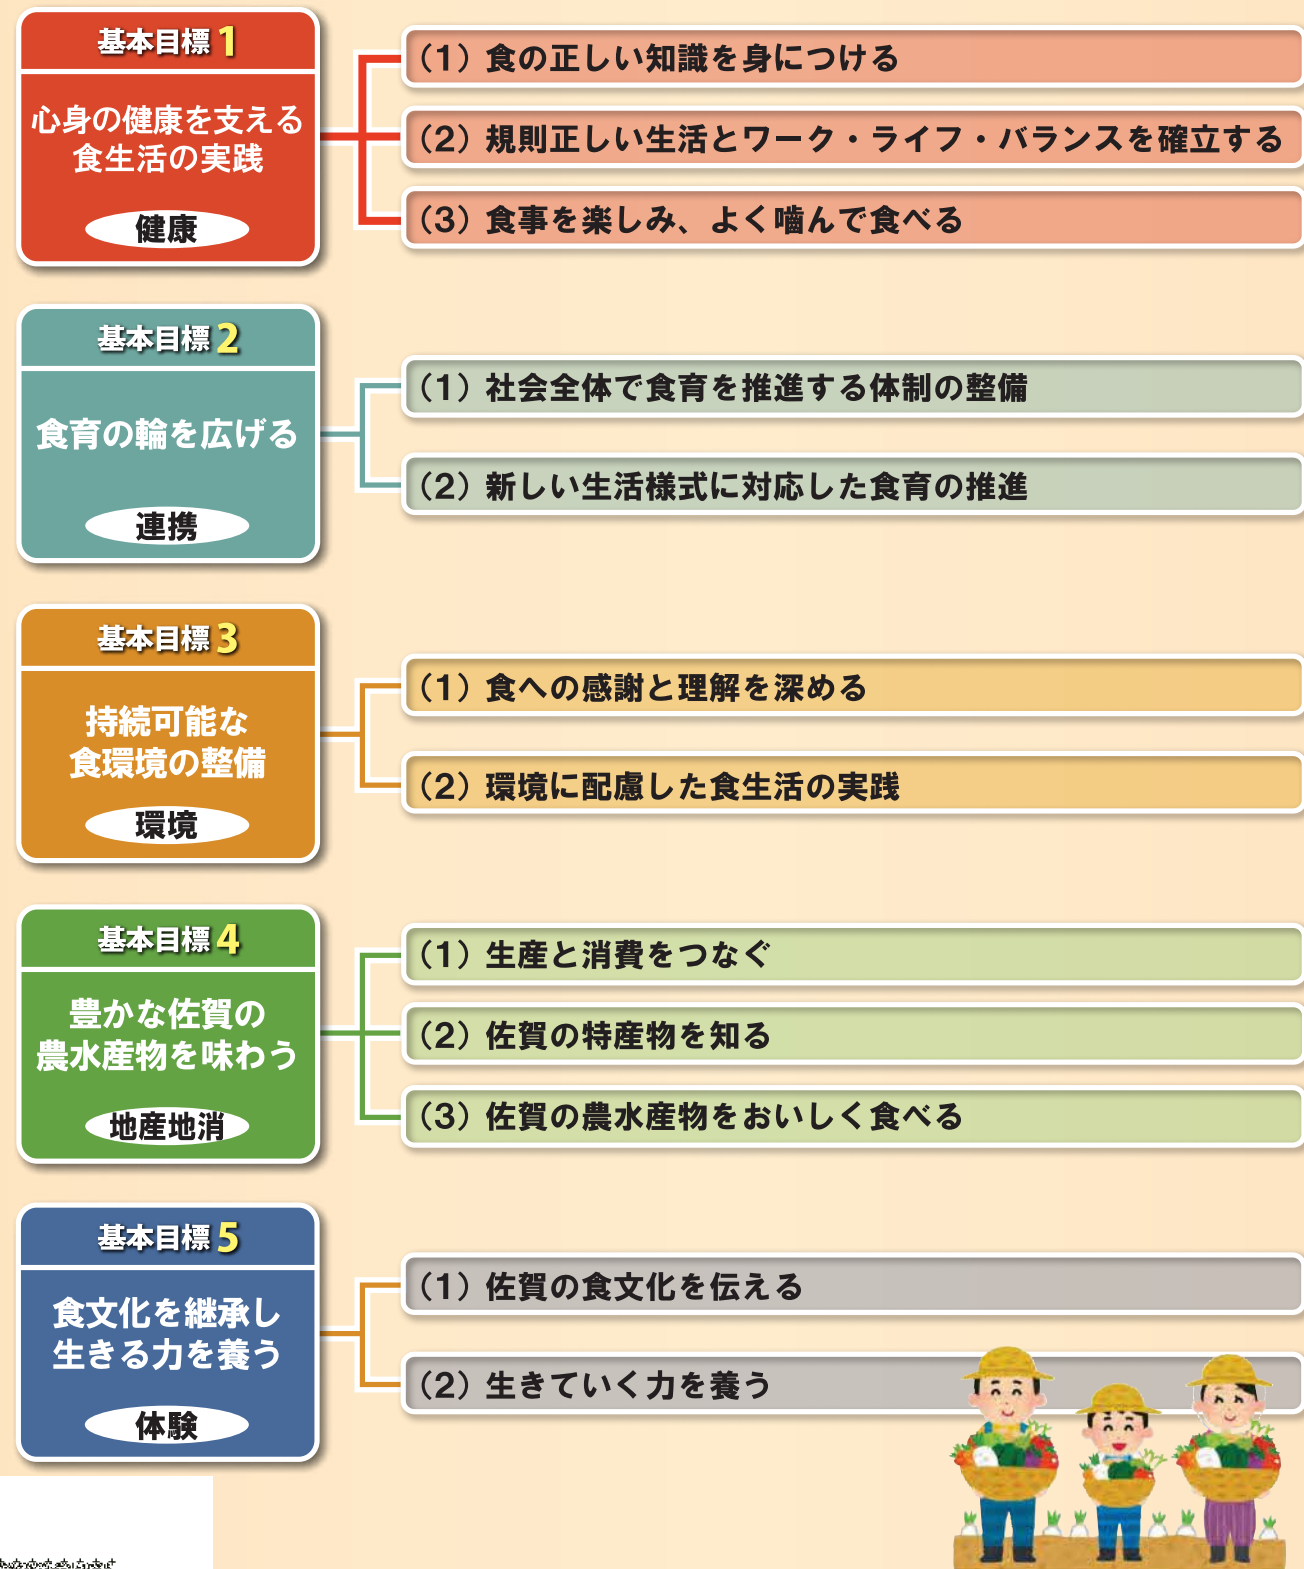 基本目標1
心身の健康を支える
食生活の実践
健康
(1) 食の正しい知識を身につける
(2) 規則正しい生活とワーク・ライフ・バランスを確立する
(3) 食事を楽しみ、よく噛んで食べる
基本目標2
食育の輪を広げる
連携
(1) 社会全体で食育を推進する体制の整備
(2) 新しい生活様式に対応した食育の推進
基本目標3
持続可能な
食環境の整備
環境
(1) 食への感謝と理解を深める
(2) 環境に配慮した食生活の実践
基本目標4
豊かな佐賀の
農水産物を味わう
地産地消
(1) 生産と消費をつなぐ
(2) 佐賀の特産物を知る
(3) 佐賀の農水産物をおいしく食べる
基本目標5
食文化を継承し
生きる力を養う
体験
(1) 佐賀の食文化を伝える
(2) 生きていく力を養う